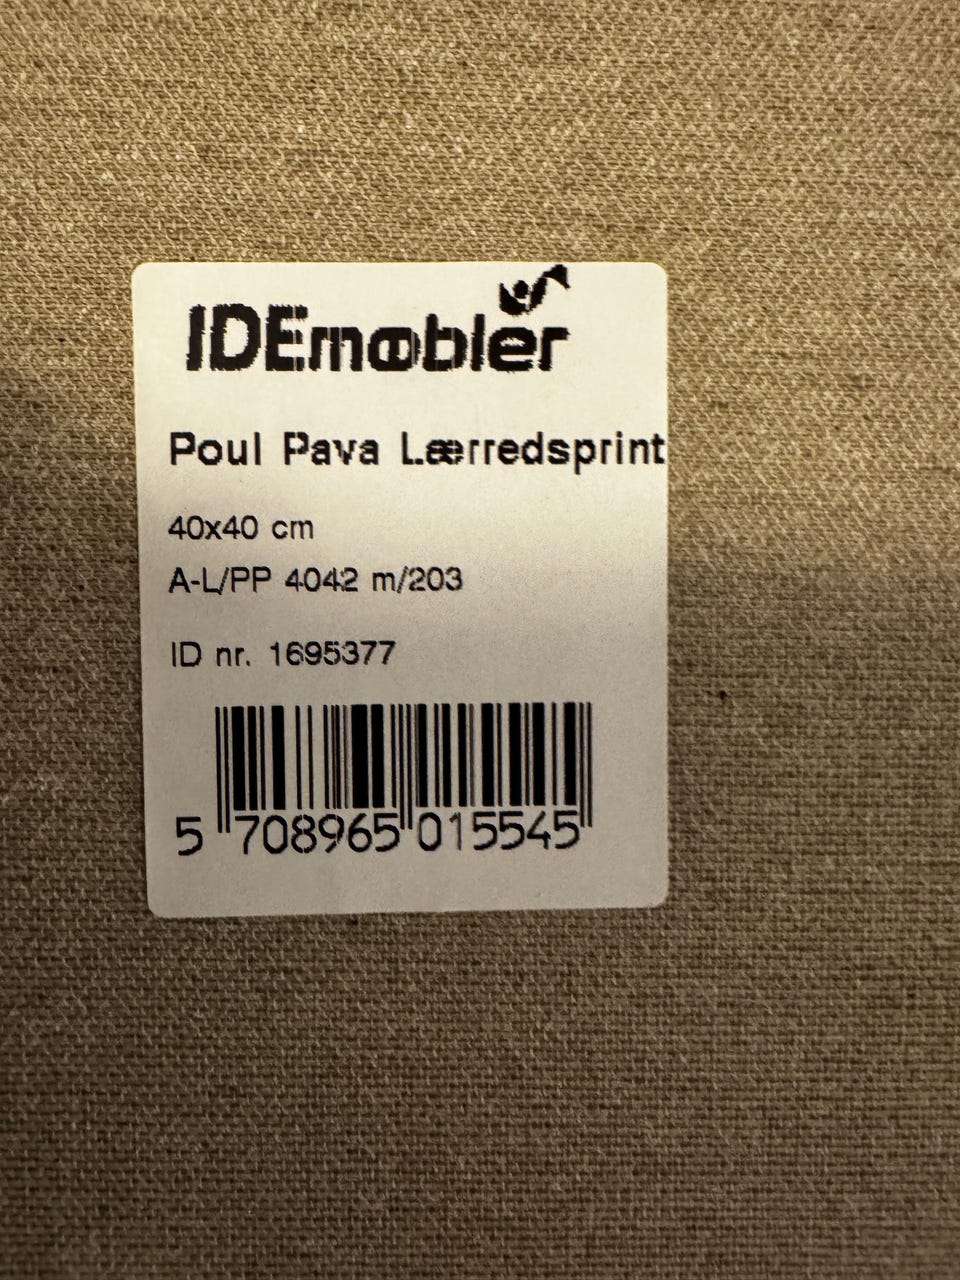 IDEmøbler
Poul Pava Lærredsprint
40x40 cm
A-L/PP 4042 m/203
ID nr. 1695377
5 708965 015545